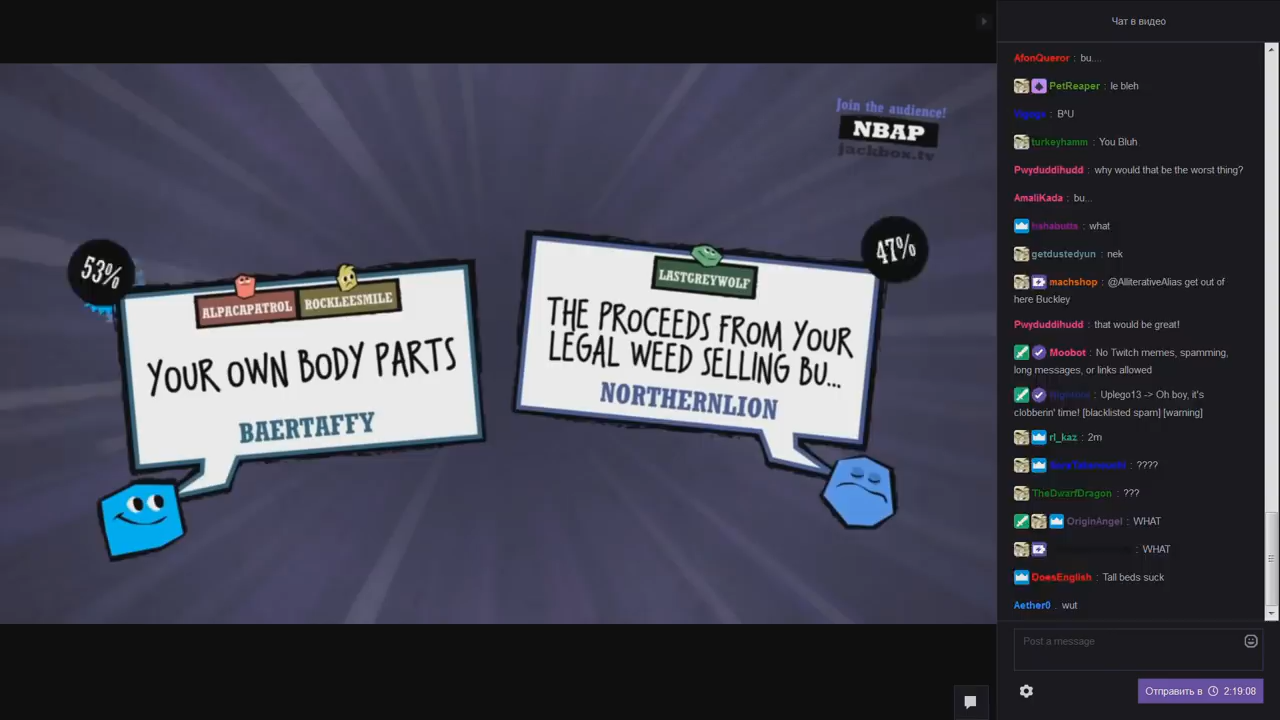 Join the audience!
NBAP
jackbox.tv
53%
ALPACAPATROL
ROCKLEESMILE
YOUR OWN BODY PARTS
BAERTAFFY
47%
LASTGREYWOLF
THE PROCEEDS FROM YOUR
LEGAL WEED SELLING BU...
NORTHERNLION
Чат в видео
AfonQueror : bu....
PetReaper : le bleh
: B^U
turkeyhamm : You Bluh
Pwyduddihudd : why would that be the worst thing?
AmaliKada : bu...
hahabutts : what
getdustedyun : nek
machshop : @AlliterativeAlias get out of
here Buckley
Pwyduddihudd : that would be great!
Moobot : No Twitch memes, spamming,
long messages, or links allowed
: Uplego13 -> Oh boy, it's
clobberin' time! [blacklisted spam] [warning]
rl_kaz : 2m
: ????
TheDwarfDragon : ???
OriginAngel : WHAT
: WHAT
DoesEnglish : Tall beds suck
Aether0 : wut
Post a message
Отправить в 2:19:08